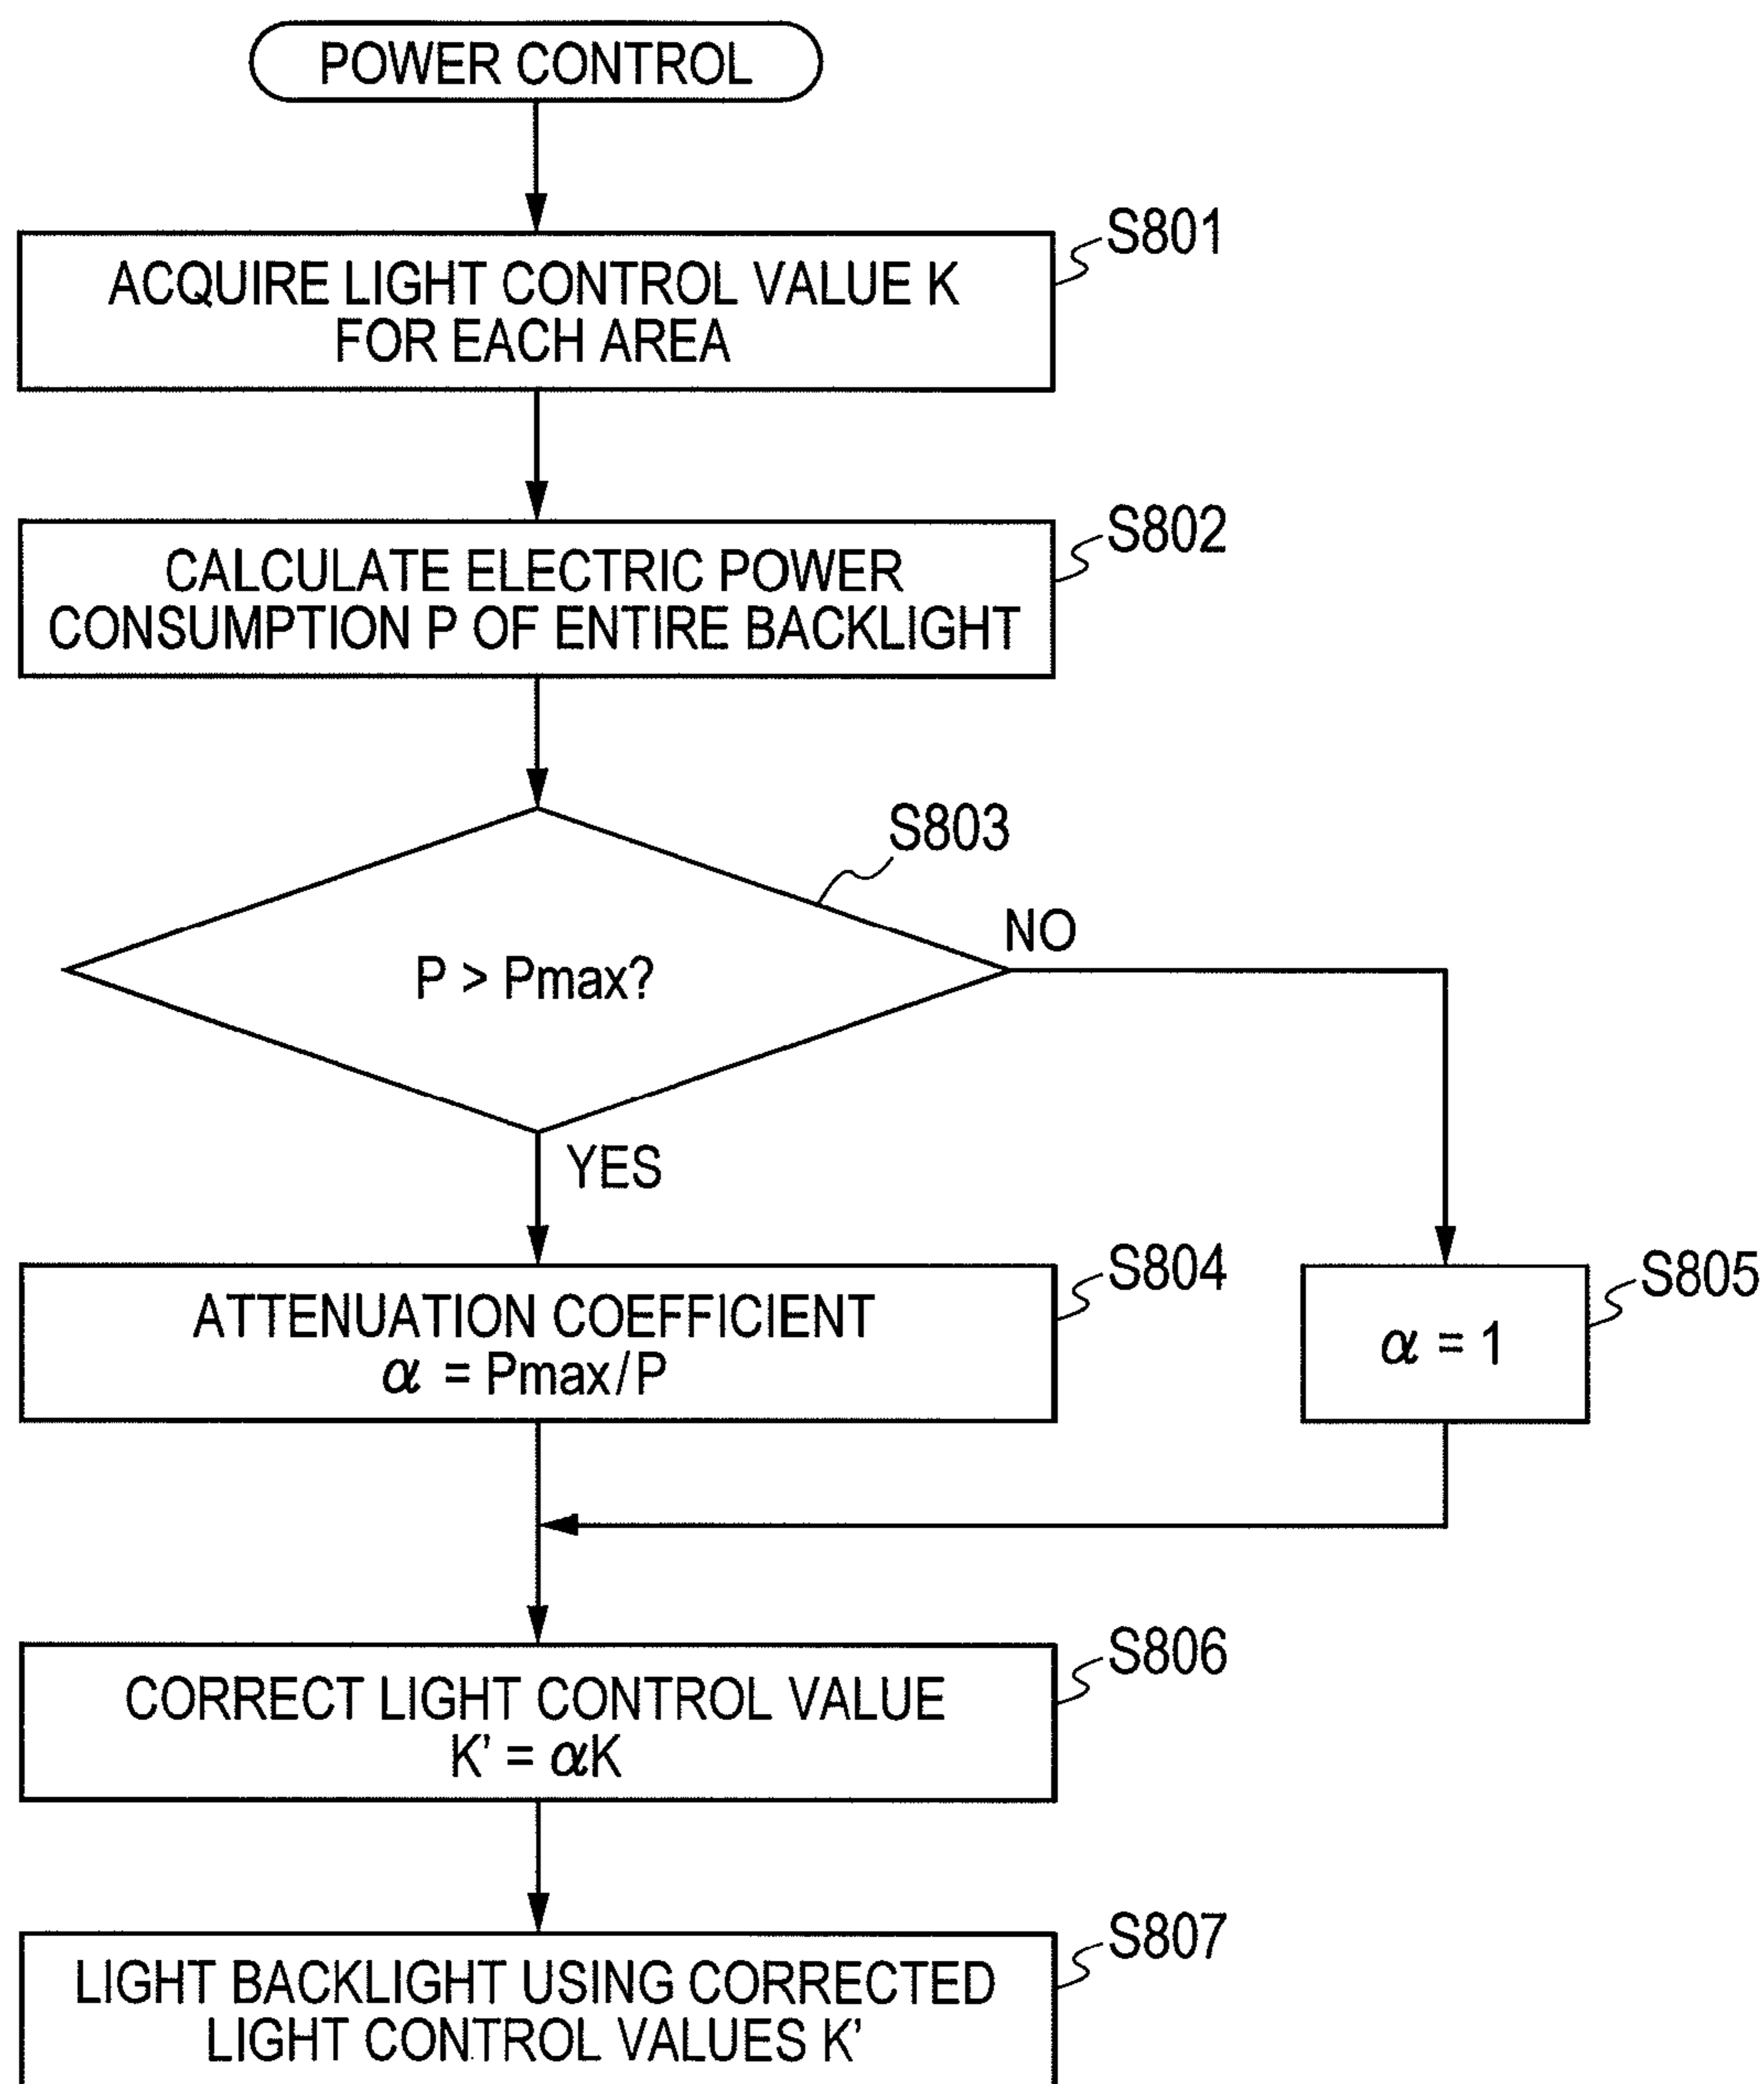 POWER CONTROL
S801
ACQUIRE LIGHT CONTROL VALUE K
FOR EACH AREA
S802
CALCULATE ELECTRIC POWER
CONSUMPTION P OF ENTIRE BACKLIGHT
S803
P > Pmax?
NO
YES
S804
ATTENUATION COEFFICIENT
α = Pmax/P
S805
α = 1
S806
CORRECT LIGHT CONTROL VALUE
K' = αK
S807
LIGHT BACKLIGHT USING CORRECTED
LIGHT CONTROL VALUES K'